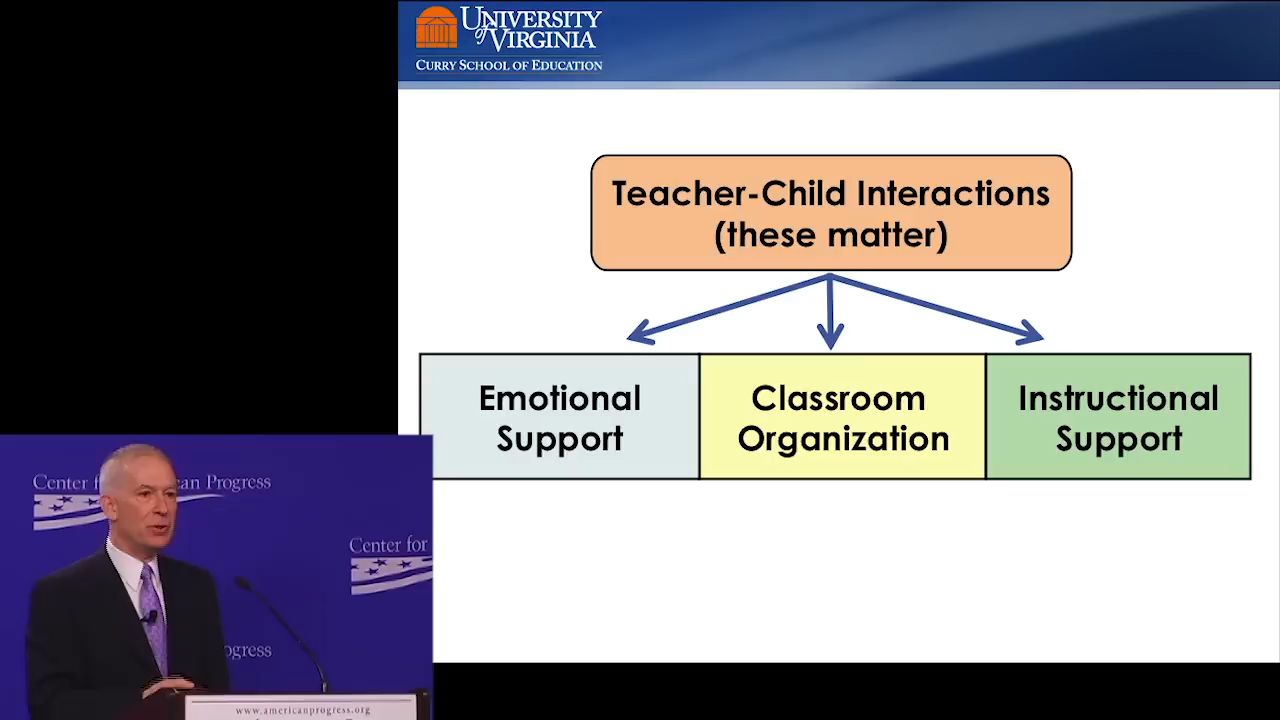 UNIVERSITY
of VIRGINIA
CURRY SCHOOL OF EDUCATION
Teacher-Child Interactions
(these matter)
Emotional
Support
Classroom
Organization
Instructional
Support
Center for American Progress
Center for
www.americanprogress.org